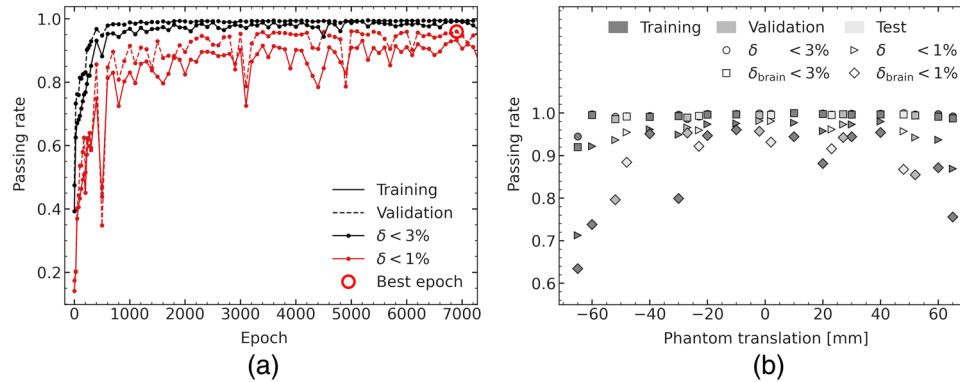 1.0
0.8
0.6
0.4
0.2
Passing rate
0 1000 2000 3000 4000 5000 6000 7000
Epoch
Training
Validation
δ < 3%
δ < 1%
Best epoch
(a)
Training Validation Test
δ < 3% δ < 1%
δbrain < 3% δbrain < 1%
1.0
0.9
0.8
0.7
0.6
Passing rate
−60 −40 −20 0 20 40 60
Phantom translation [mm]
(b)